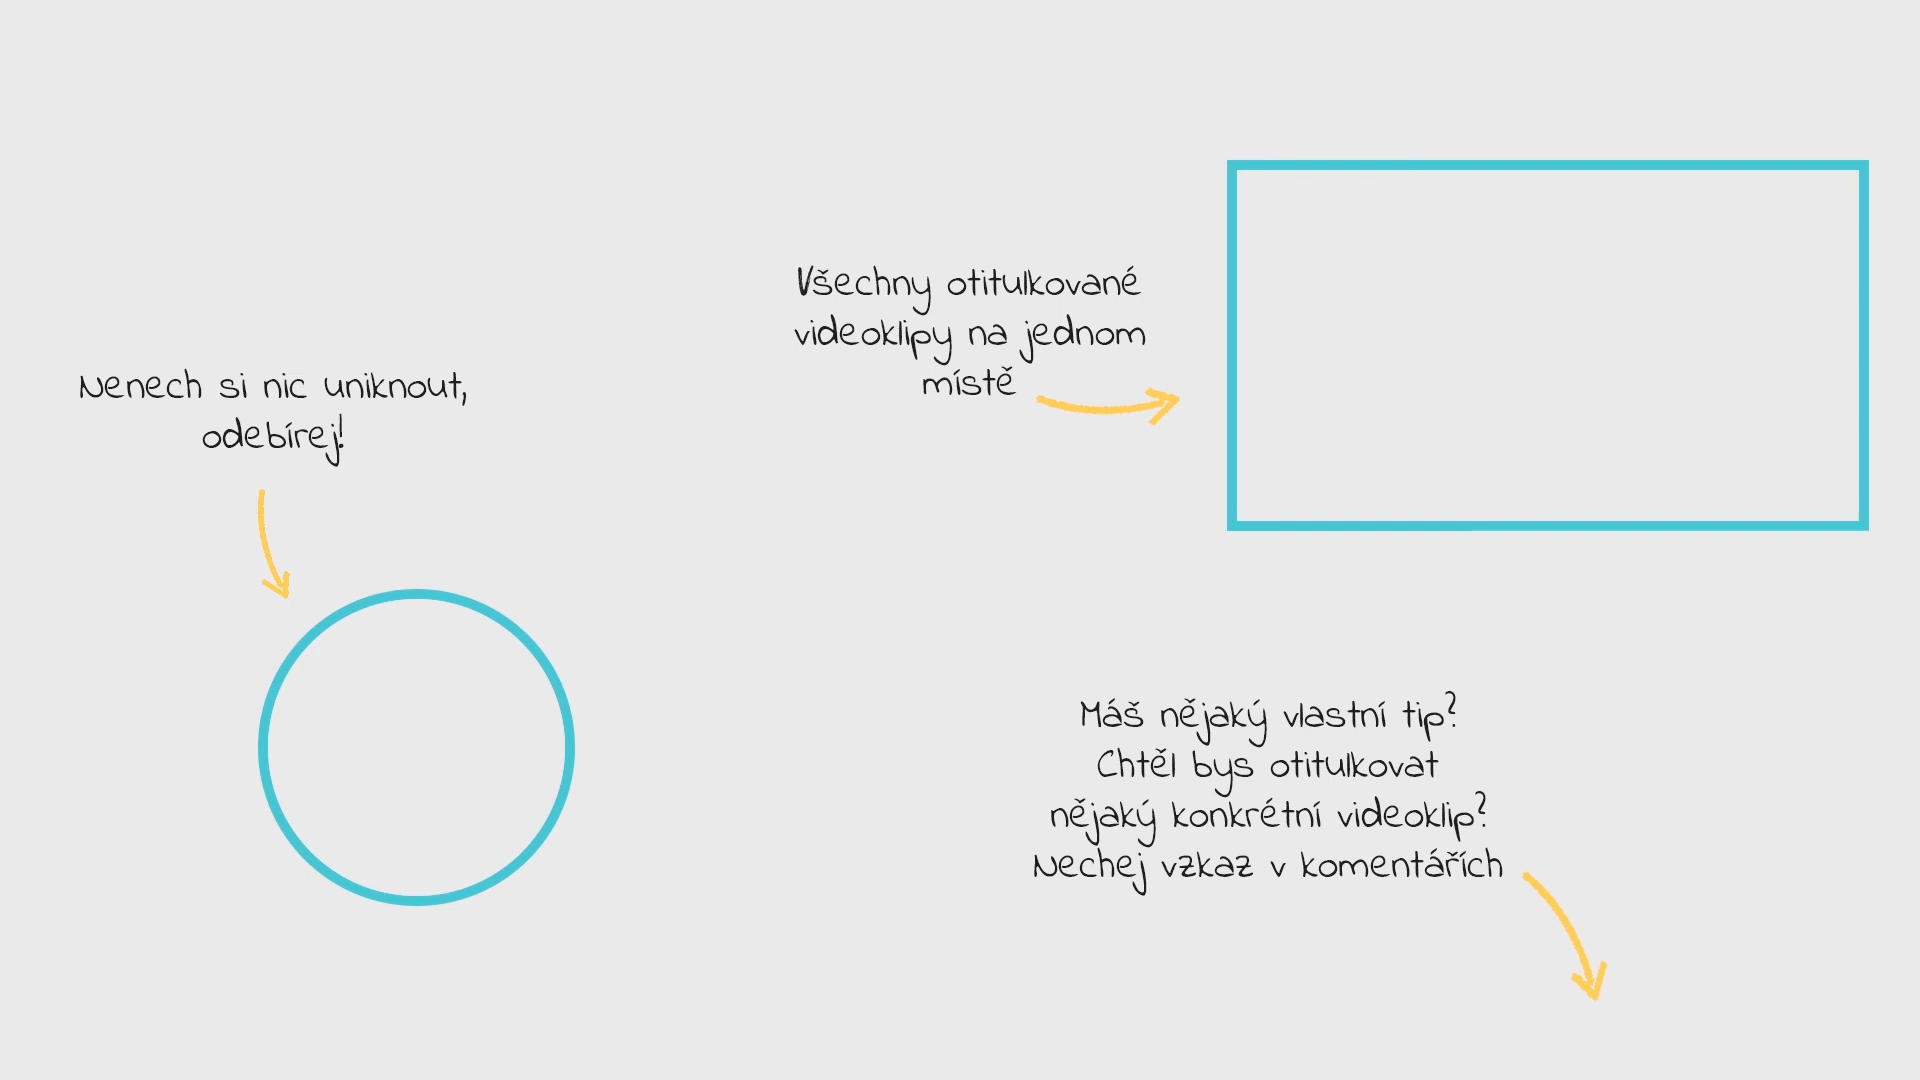 Nenech si nic uniknout,
odebírej!
Všechny otitulkované
videoklipy na jednom
místě
Máš nějaký vlastní tip?
Chtěl bys otitulkovat
nějaký konkrétní videoklip?
Nechej vzkaz v komentářích